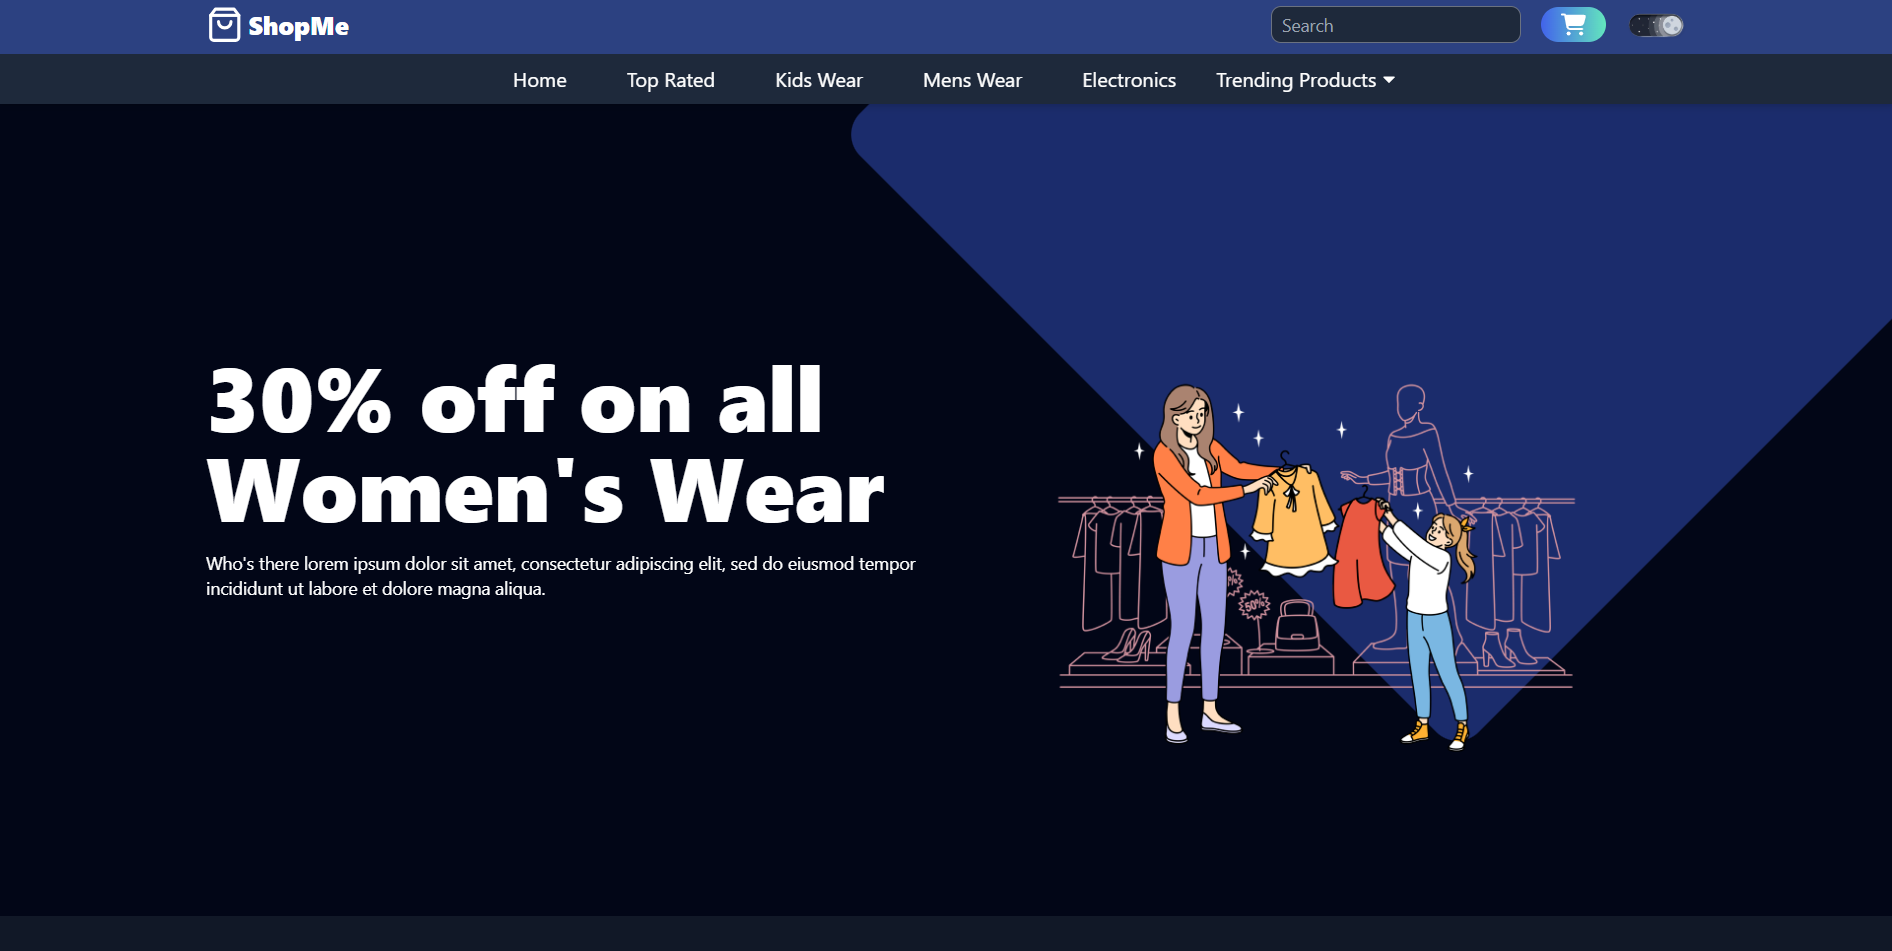 ShopMe
Search
Home Top Rated Kids Wear Mens Wear Electronics Trending Products
30% off on all
Women's Wear
Who's there lorem ipsum dolor sit amet, consectetur adipiscing elit, sed do eiusmod tempor
incididunt ut labore et dolore magna aliqua.
50%